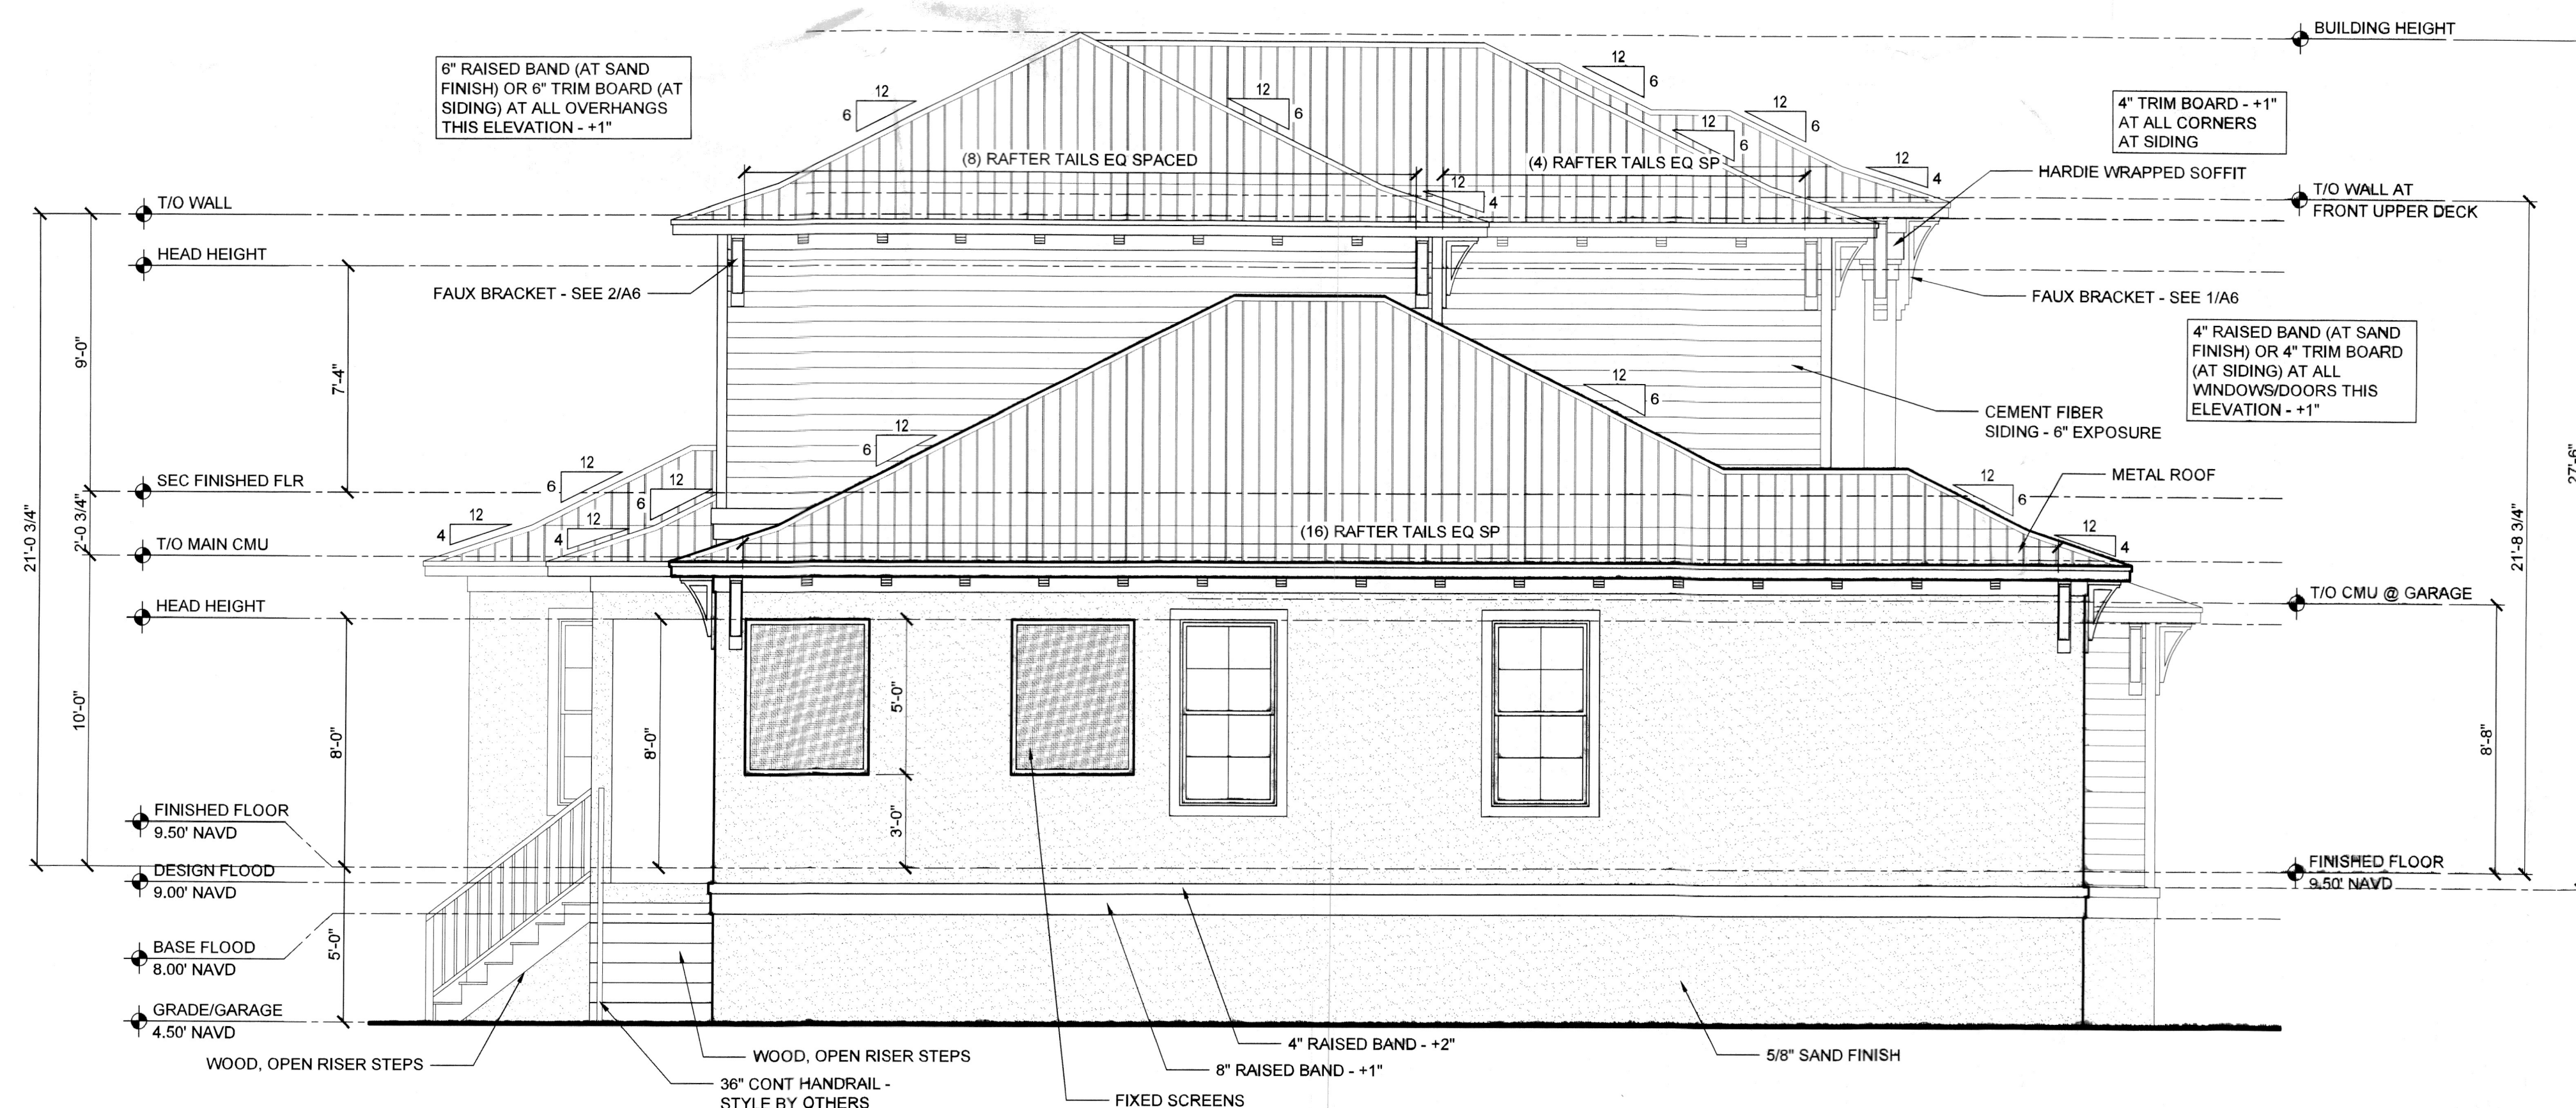 BUILDING HEIGHT
6" RAISED BAND (AT SAND
FINISH) OR 6" TRIM BOARD (AT
SIDING) AT ALL OVERHANGS
THIS ELEVATION - +1"
12
6
12
6
12
6
12
6
12
6
12
4
12
4
4" TRIM BOARD - +1"
AT ALL CORNERS
AT SIDING
(8) RAFTER TAILS EQ SPACED
(4) RAFTER TAILS EQ SP
HARDIE WRAPPED SOFFIT
T/O WALL
T/O WALL AT
FRONT UPPER DECK
HEAD HEIGHT
FAUX BRACKET - SEE 2/A6
FAUX BRACKET - SEE 1/A6
9'-0"
7'-4"
4" RAISED BAND (AT SAND
FINISH) OR 4" TRIM BOARD
(AT SIDING) AT ALL
WINDOWS/DOORS THIS
ELEVATION - +1"
12
6
12
6
CEMENT FIBER
SIDING - 6" EXPOSURE
METAL ROOF
12
6
12
6
12
6
12
4
12
4
12
4
SEC FINISHED FLR
21'-0 3/4"
2'-0 3/4"
T/O MAIN CMU
(16) RAFTER TAILS EQ SP
27'-6"
21'-8 3/4"
HEAD HEIGHT
T/O CMU @ GARAGE
10'-0"
8'-0"
8'-0"
5'-0"
3'-0"
8'-8"
FINISHED FLOOR
9.50' NAVD
DESIGN FLOOD
9.00' NAVD
BASE FLOOD
8.00' NAVD
5'-0"
GRADE/GARAGE
4.50' NAVD
FINISHED FLOOR
9.50' NAVD
WOOD, OPEN RISER STEPS
WOOD, OPEN RISER STEPS
36" CONT HANDRAIL -
STYLE BY OTHERS
4" RAISED BAND - +2"
8" RAISED BAND - +1"
FIXED SCREENS
5/8" SAND FINISH